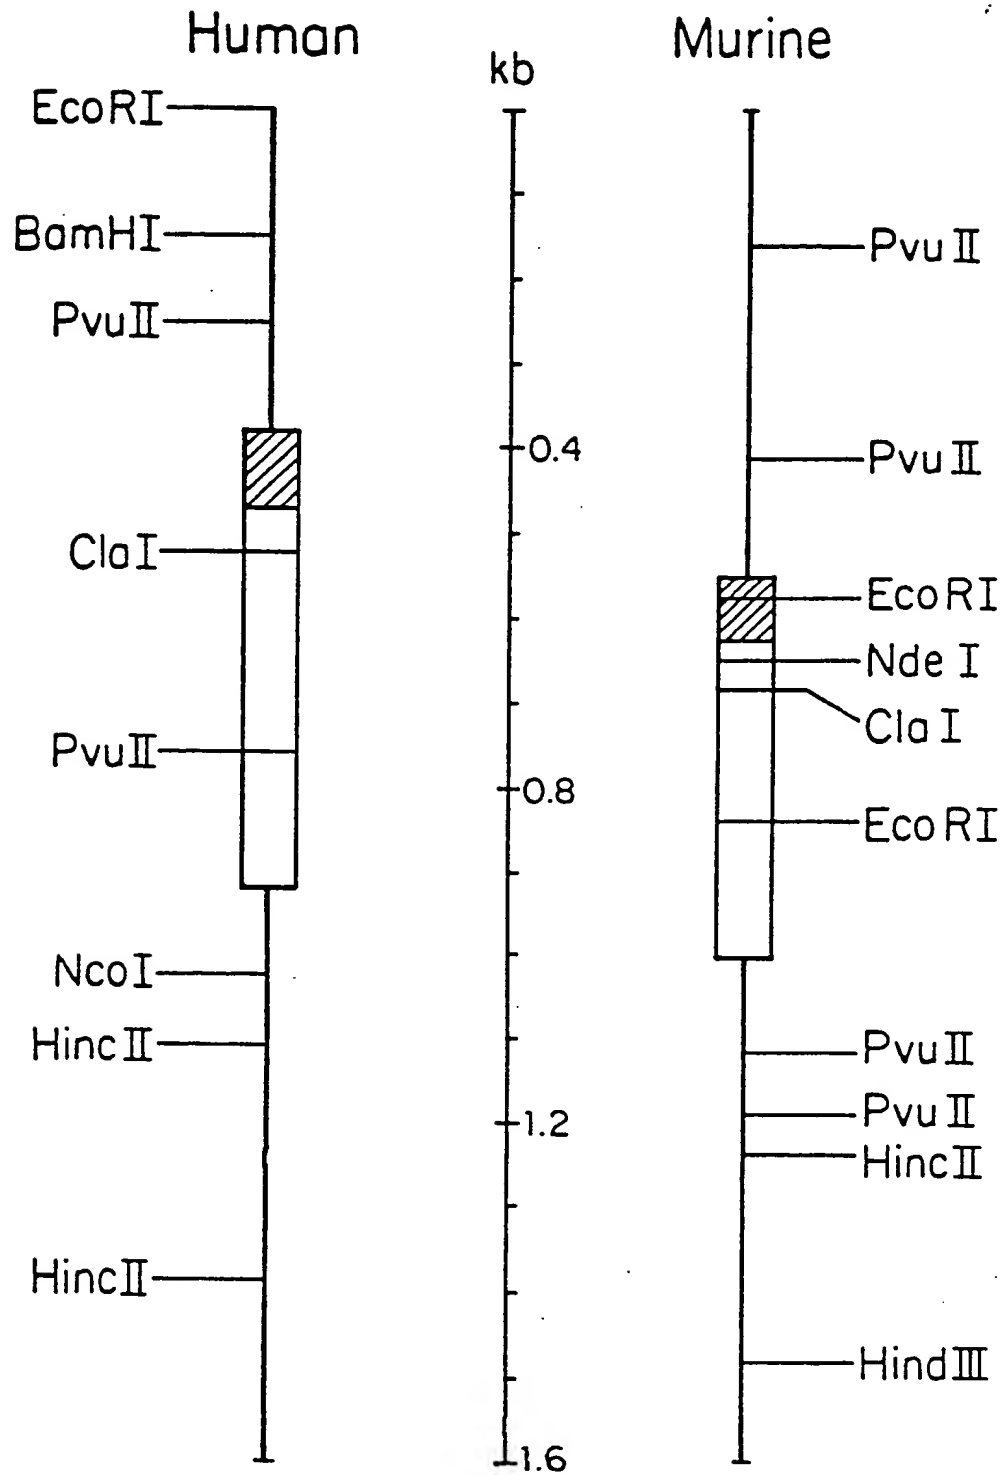 Human
kb
Murine
EcoRI
BamHI
PvuII
ClaI
PvuII
NcoI
HincII
HincII
0.4
0.8
1.2
1.6
PvuII
PvuII
EcoRI
NdeI
ClaI
EcoRI
PvuII
PvuII
HincII
HindIII